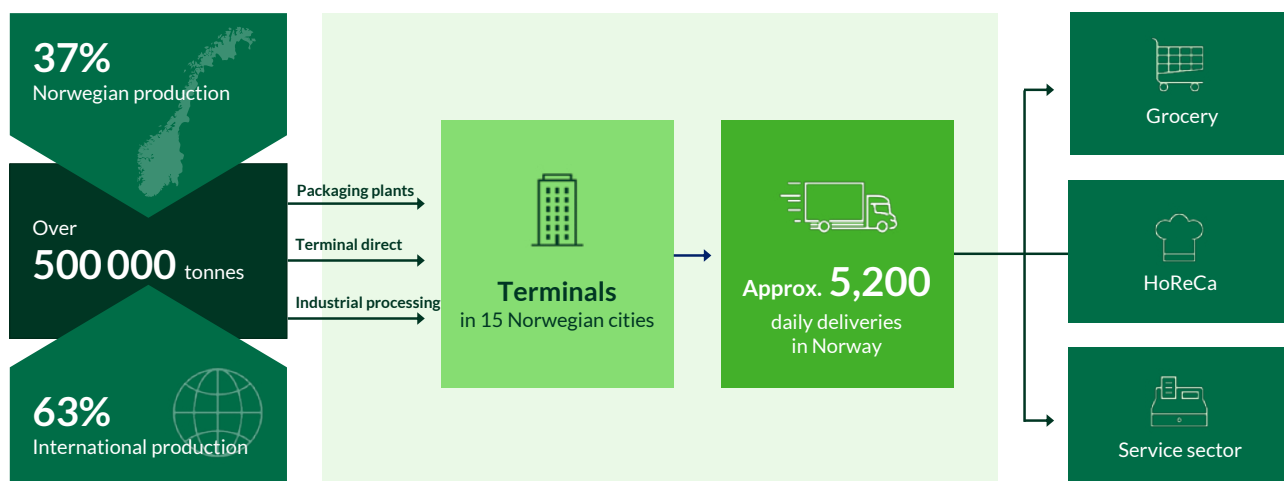 37%
Norwegian production
Over
500 000 tonnes
63%
International production
Packaging plants
Terminal direct
Industrial processing
Terminals
in 15 Norwegian cities
Approx. 5,200
daily deliveries
in Norway
Grocery
HoReCa
Service sector